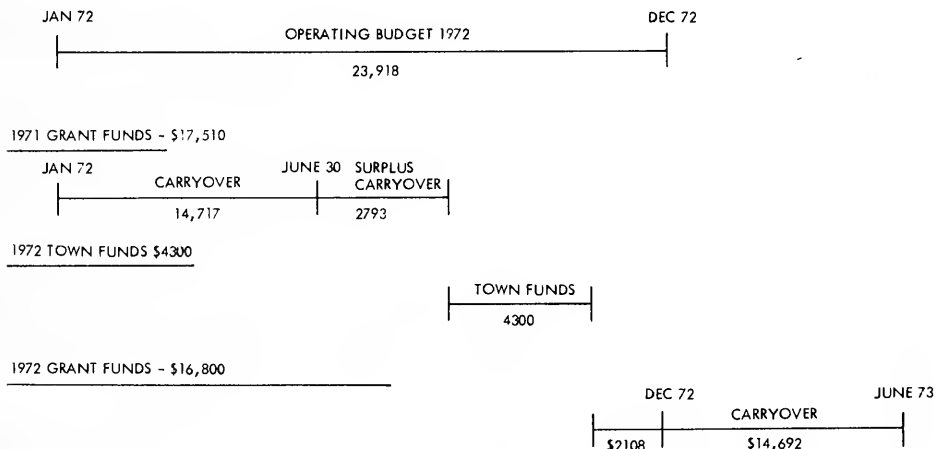 JAN 72 DEC 72
OPERATING BUDGET 1972
23,918
1971 GRANT FUNDS - $17,510
JAN 72 JUNE 30 SURPLUS
CARRYOVER CARRYOVER
14,717 2793
1972 TOWN FUNDS $4300
TOWN FUNDS
4300
1972 GRANT FUNDS - $16,800
DEC 72 JUNE 73
CARRYOVER
$2108 $14,692